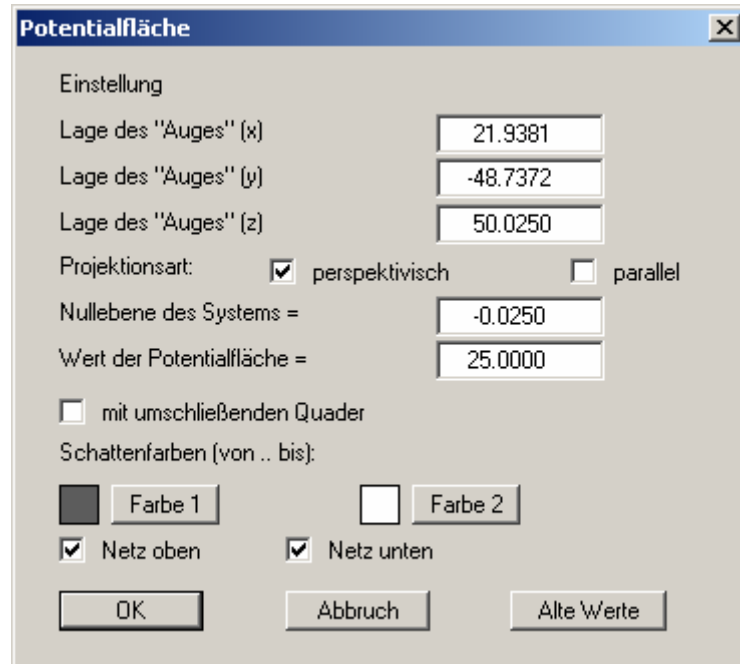 Potentialfläche
Einstellung
Lage des "Auges" (x) 21.9381
Lage des "Auges" (y) -48.7372
Lage des "Auges" (z) 50.0250
Projektionsart: perspektivisch parallel
Nullebene des Systems = -0.0250
Wert der Potentialfläche = 25.0000
mit umschließenden Quader
Schattenfarben (von .. bis):
Farbe 1 Farbe 2
Netz oben Netz unten
OK Abbruch Alte Werte